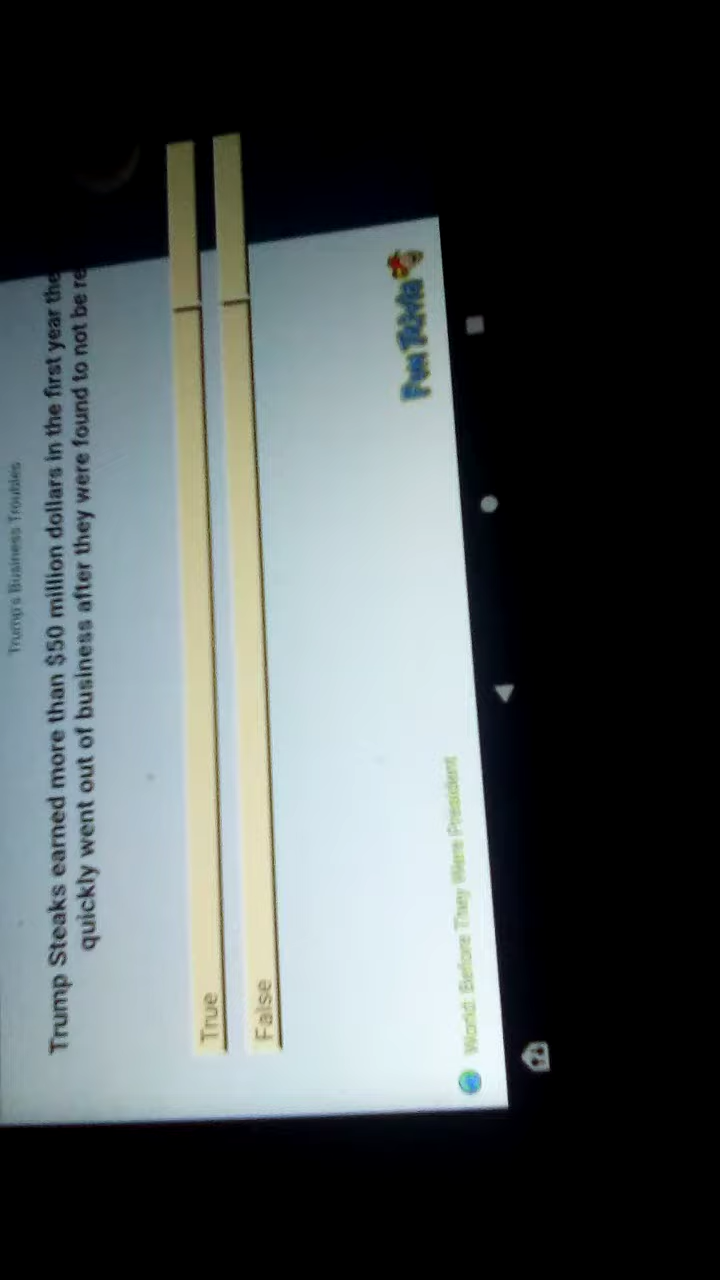 Trump's Business Troubles
Trump Steaks earned more than $50 million dollars in the first year the
quickly went out of business after they were found to not be re
True
False
Fun Trivia
World: Before They Were President